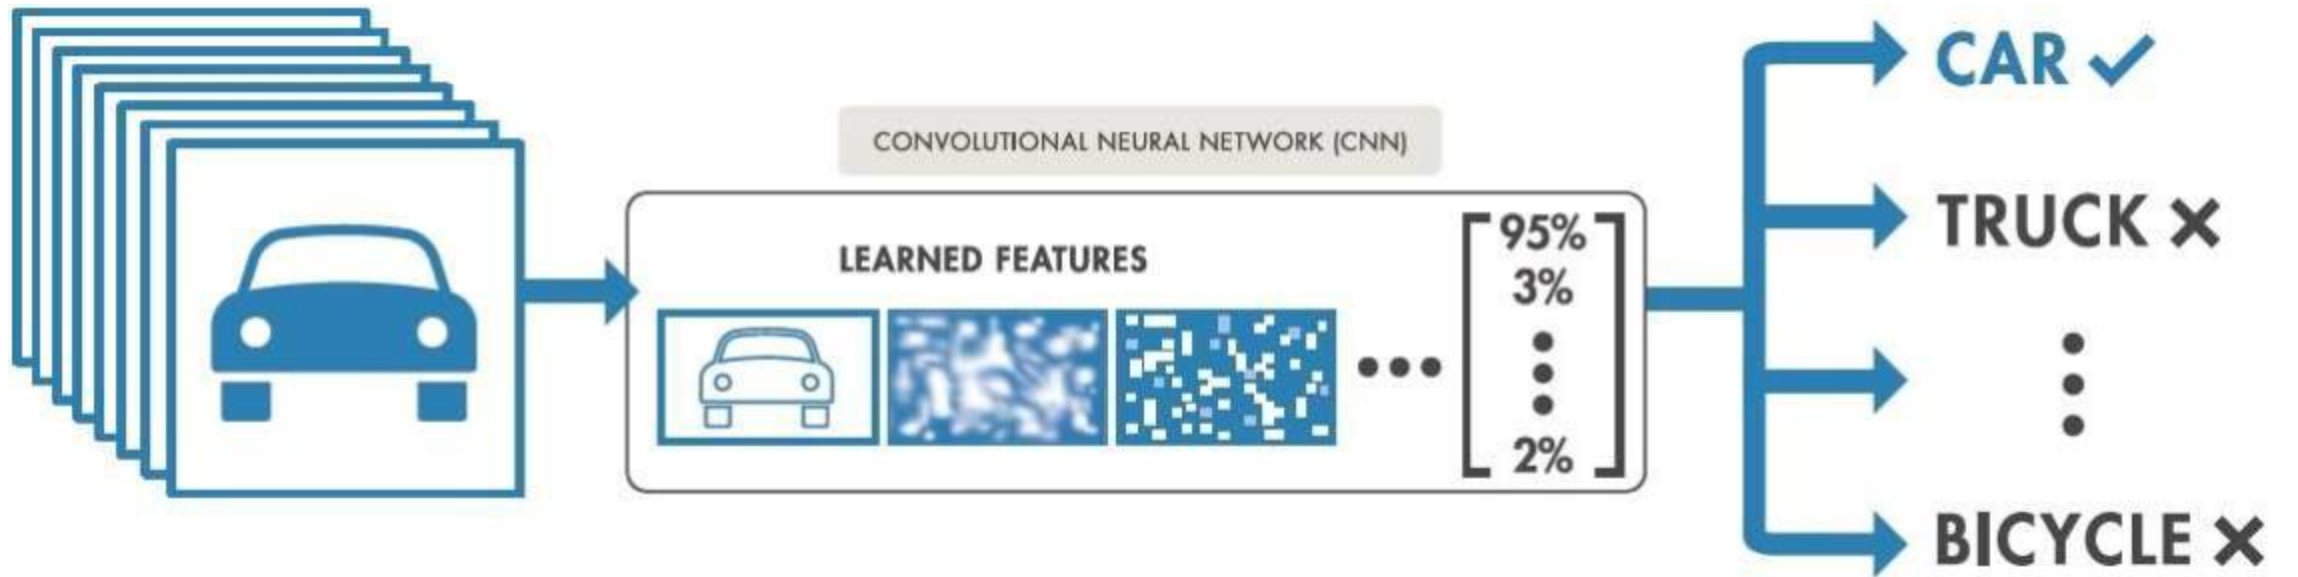 CONVOLUTIONAL NEURAL NETWORK (CNN)
LEARNED FEATURES
95%
3%
2%
CAR
TRUCK
BICYCLE